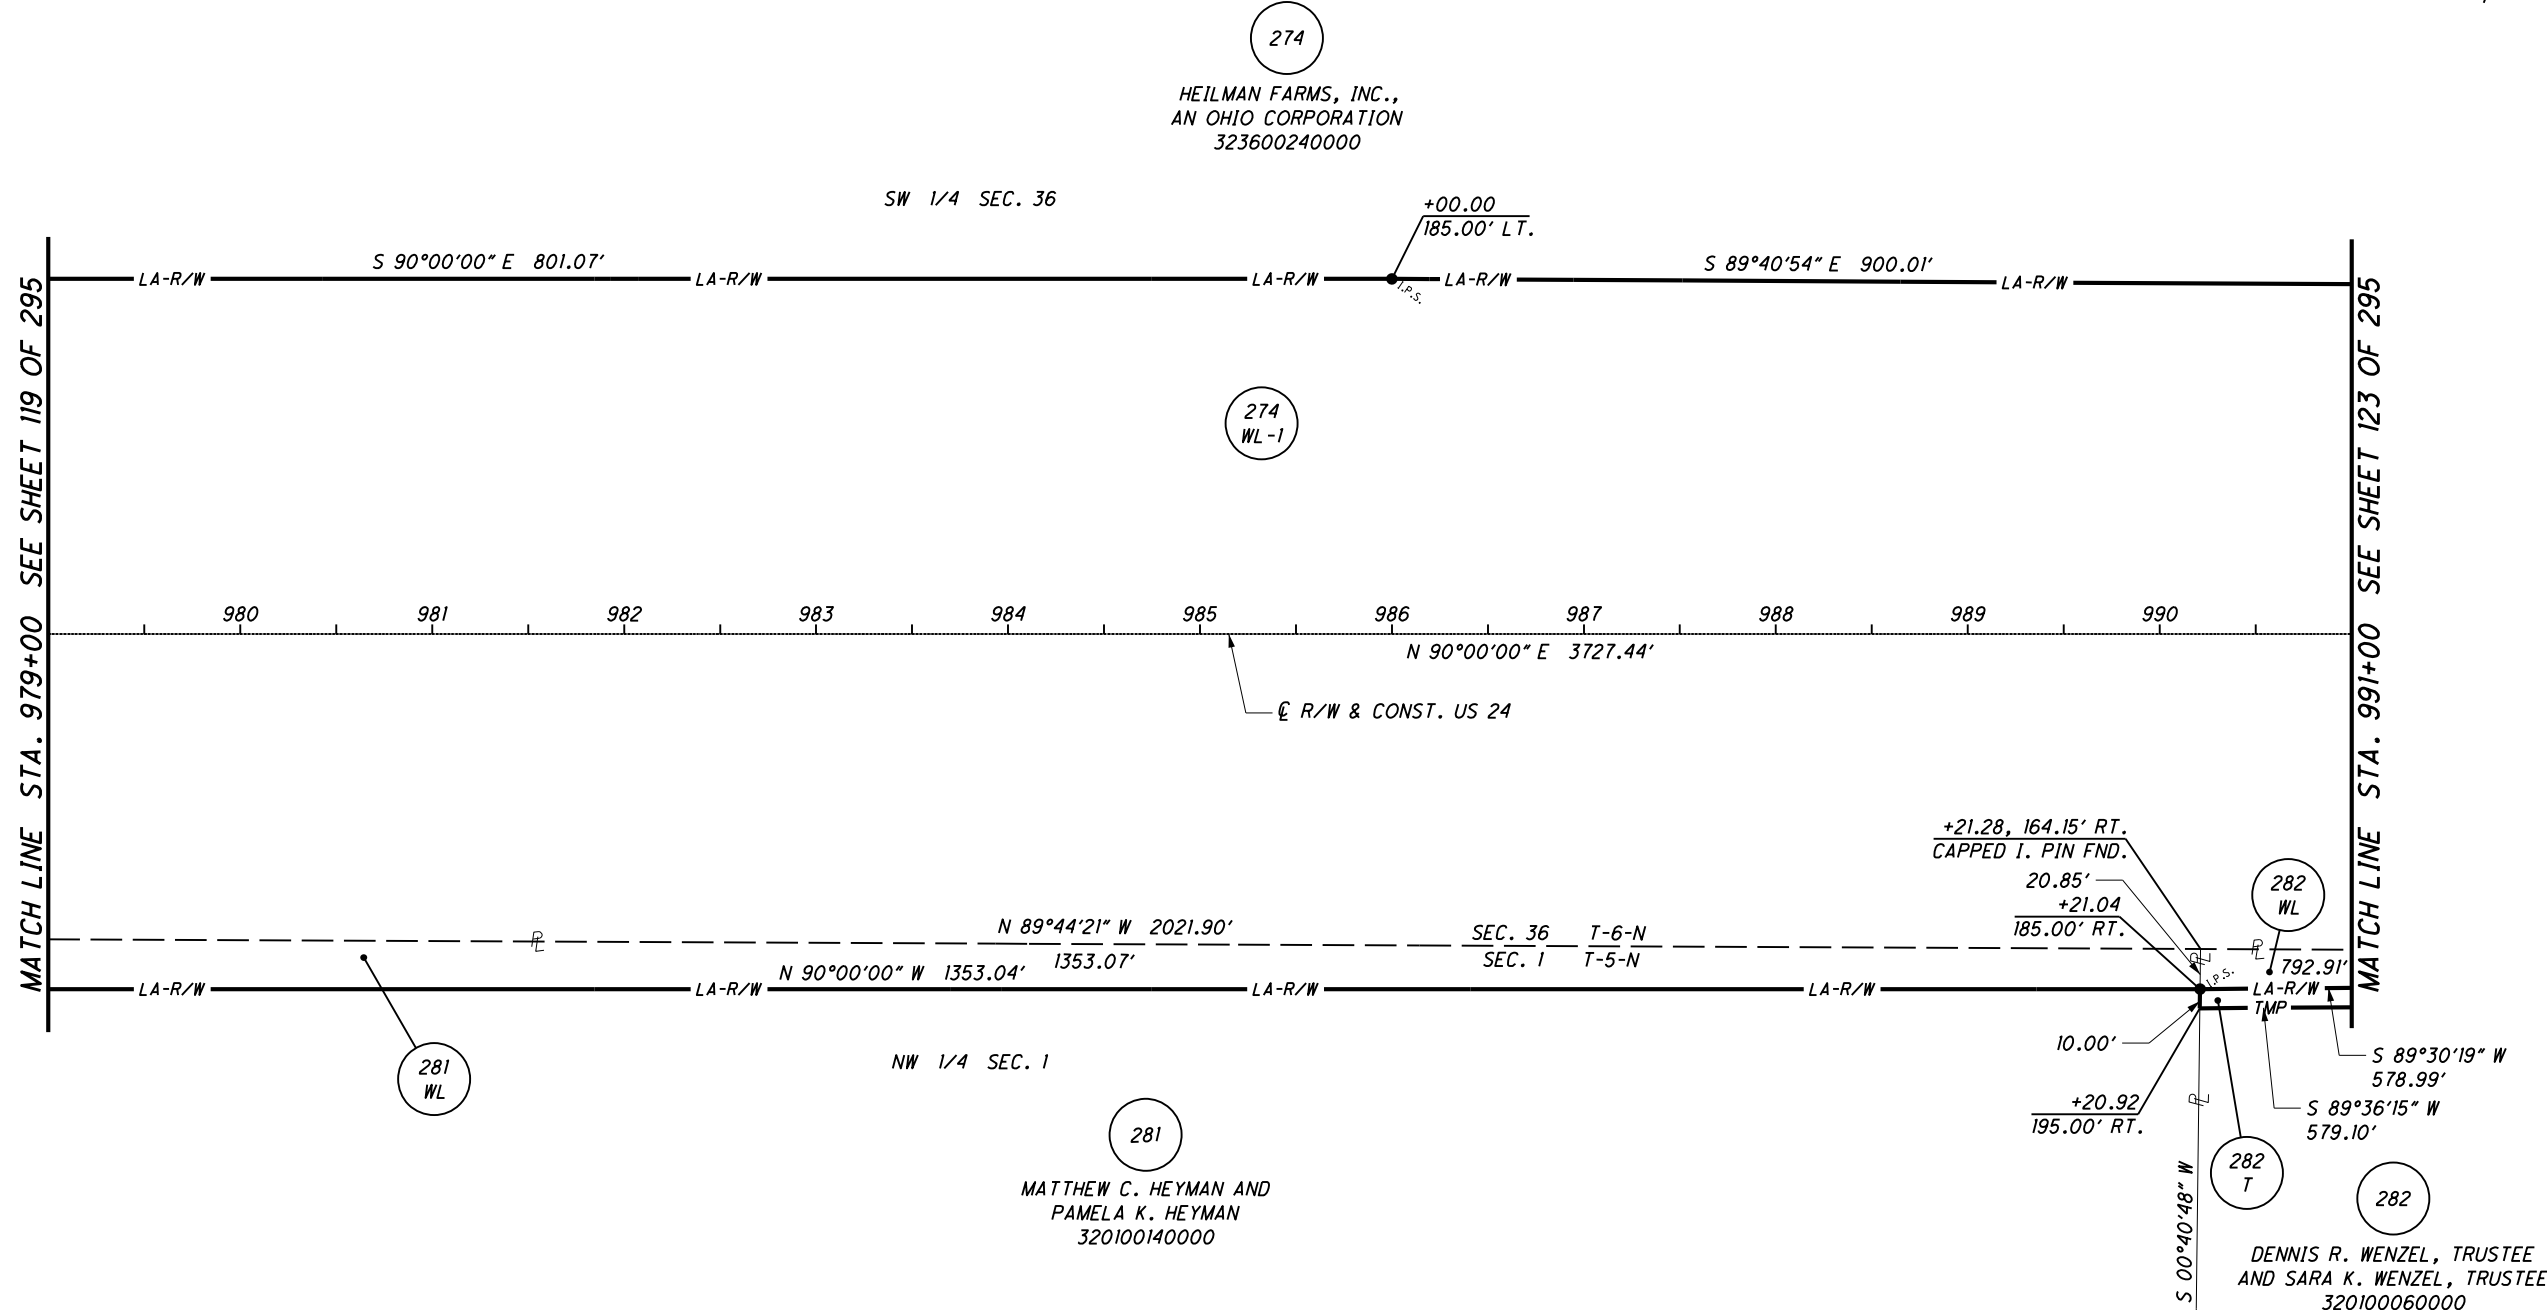 274
HEILMAN FARMS, INC.,
AN OHIO CORPORATION
323600240000
SW 1/4 SEC. 36
+00.00
185.00' LT.
S 90°00'00" E 801.07'
S 89°40'54" E 900.01'
LA-R/W
LA-R/W
LA-R/W
LA-R/W
LA-R/W
I.P.S.
MATCH LINE STA. 979+00 SEE SHEET 119 OF 295
MATCH LINE STA. 991+00 SEE SHEET 123 OF 295
274
WL-1
980
981
982
983
984
985
986
987
988
989
990
N 90°00'00" E 3727.44'
℄ R/W & CONST. US 24
+21.28, 164.15' RT.
CAPPED I. PIN FND.
20.85'
+21.04
185.00' RT.
282
WL
N 89°44'21" W 2021.90'
SEC. 36 T-6-N
PL
PL
PL
1353.07'
SEC. 1 T-5-N
N 90°00'00" W 1353.04'
792.91'
I.P.S.
LA-R/W
LA-R/W
LA-R/W
LA-R/W
LA-R/W
TMP
10.00'
S 89°30'19" W
578.99'
NW 1/4 SEC. 1
281
WL
+20.92
195.00' RT.
PL
S 89°36'15" W
579.10'
281
MATTHEW C. HEYMAN AND
PAMELA K. HEYMAN
320100140000
S 00°40'48" W
282
T
282
DENNIS R. WENZEL, TRUSTEE
AND SARA K. WENZEL, TRUSTEE
320100060000